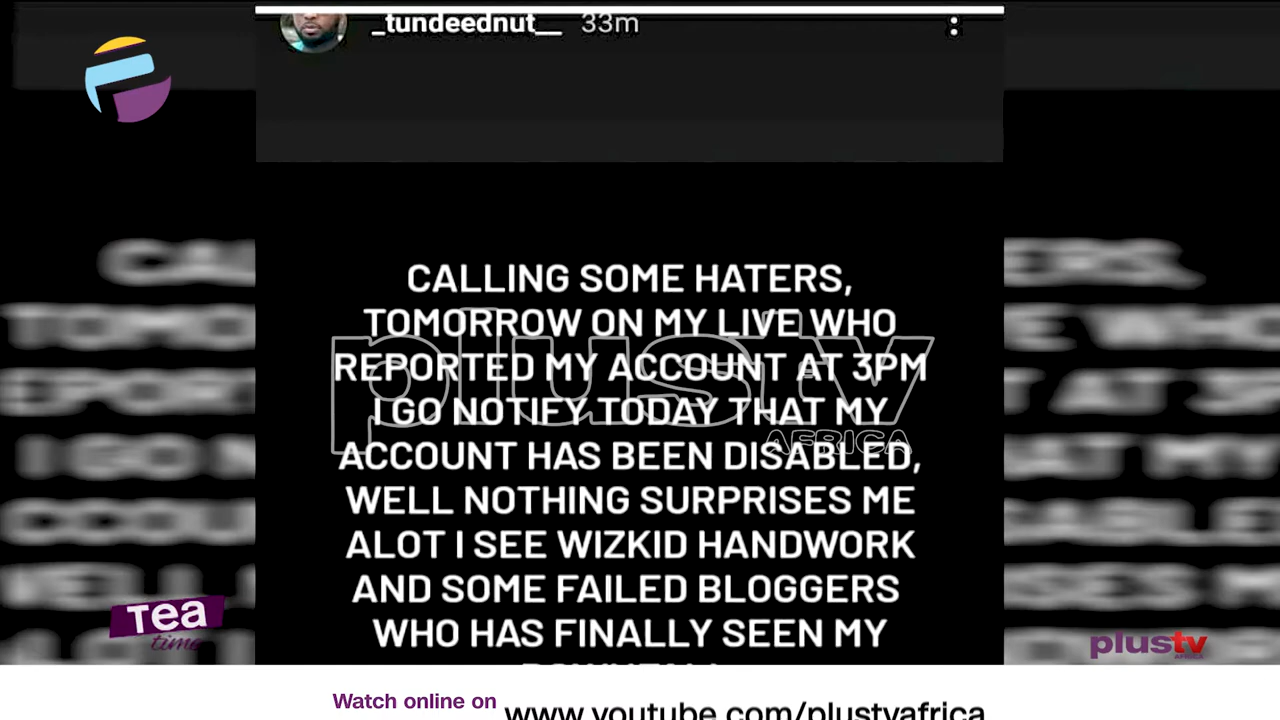 _tundeednut__ 33m
CALLING SOME HATERS,
TOMORROW ON MY LIVE WHO
REPORTED MY ACCOUNT AT 3PM
I GO NOTIFY TODAY THAT MY
ACCOUNT HAS BEEN DISABLED,
WELL NOTHING SURPRISES ME
ALOT I SEE WIZKID HANDWORK
AND SOME FAILED BLOGGERS
WHO HAS FINALLY SEEN MY
plustv
AFRICA
Tea
time
plustv
AFRICA
Watch online on www.youtube.com/plustvafrica